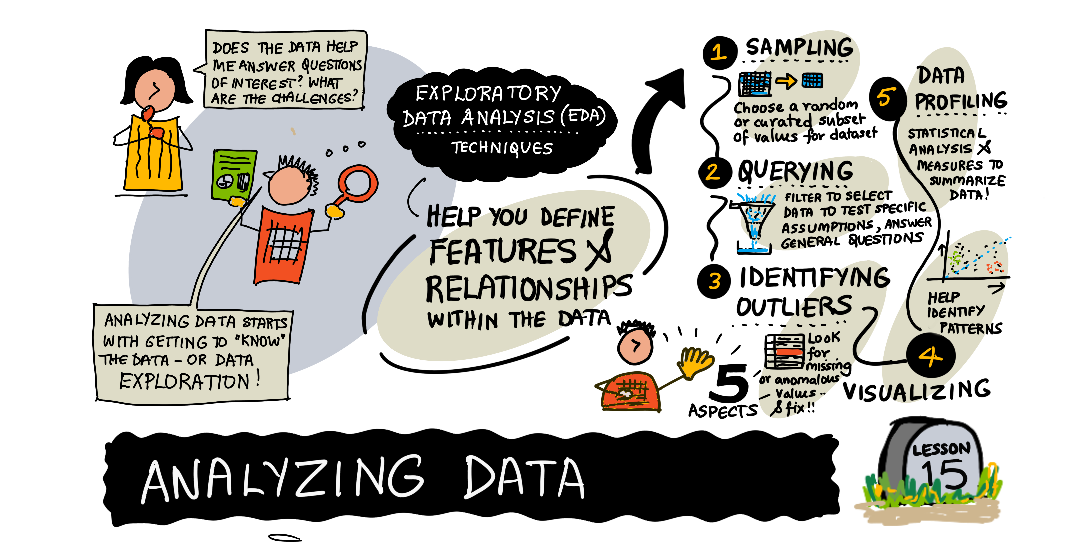 DOES THE DATA HELP
ME ANSWER QUESTIONS
OF INTEREST? WHAT
ARE THE CHALLENGES?
ANALYZING DATA STARTS
WITH GETTING TO "KNOW"
THE DATA - OR DATA
EXPLORATION!
EXPLORATORY
DATA ANALYSIS (EDA)
TECHNIQUES
HELP YOU DEFINE
FEATURES &
RELATIONSHIPS
WITHIN THE DATA
5
ASPECTS
1 SAMPLING
Choose a random
or curated subset
of values for dataset
2 QUERYING
FILTER TO SELECT
DATA TO TEST SPECIFIC
ASSUMPTIONS, ANSWER
GENERAL QUESTIONS
3 IDENTIFYING
OUTLIERS
Look
for
missing
or anomalous
values -
& fix!!
4
VISUALIZING
HELP
IDENTIFY
PATTERNS
5 DATA
PROFILING
STATISTICAL
ANALYSIS &
MEASURES TO
SUMMARIZE
DATA!
ANALYZING DATA
LESSON
15